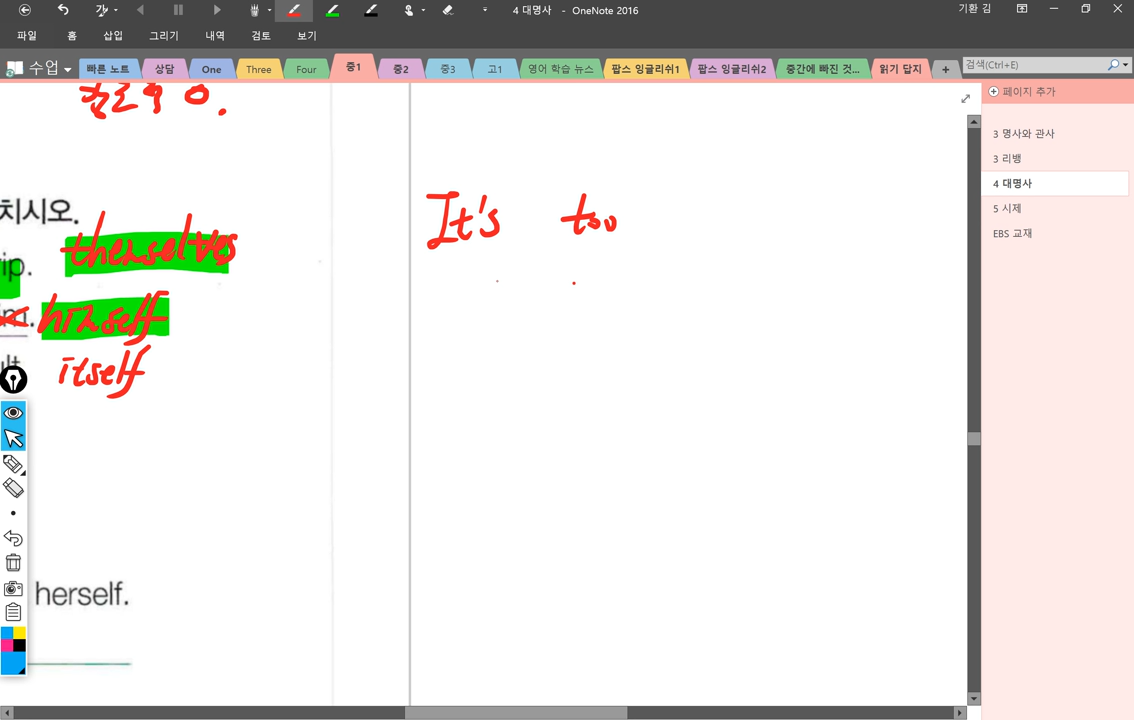 4 대명사 - OneNote 2016
기환 김
파일 홈 삽입 그리기 내역 검토 보기
수업 빠른 노트 상담 One Three Four 중1 중2 중3 고1 영어 학습 뉴스 팝스 잉글리쉬1 팝스 잉글리쉬2 중간에 빠진 것... 읽기 답지 +
검색(Ctrl+E)
페이지 추가
3 명사와 관사
3 리뱅
4 대명사
5 시제
EBS 교재
치시오.
themselves
himself
itself
herself.
It's too